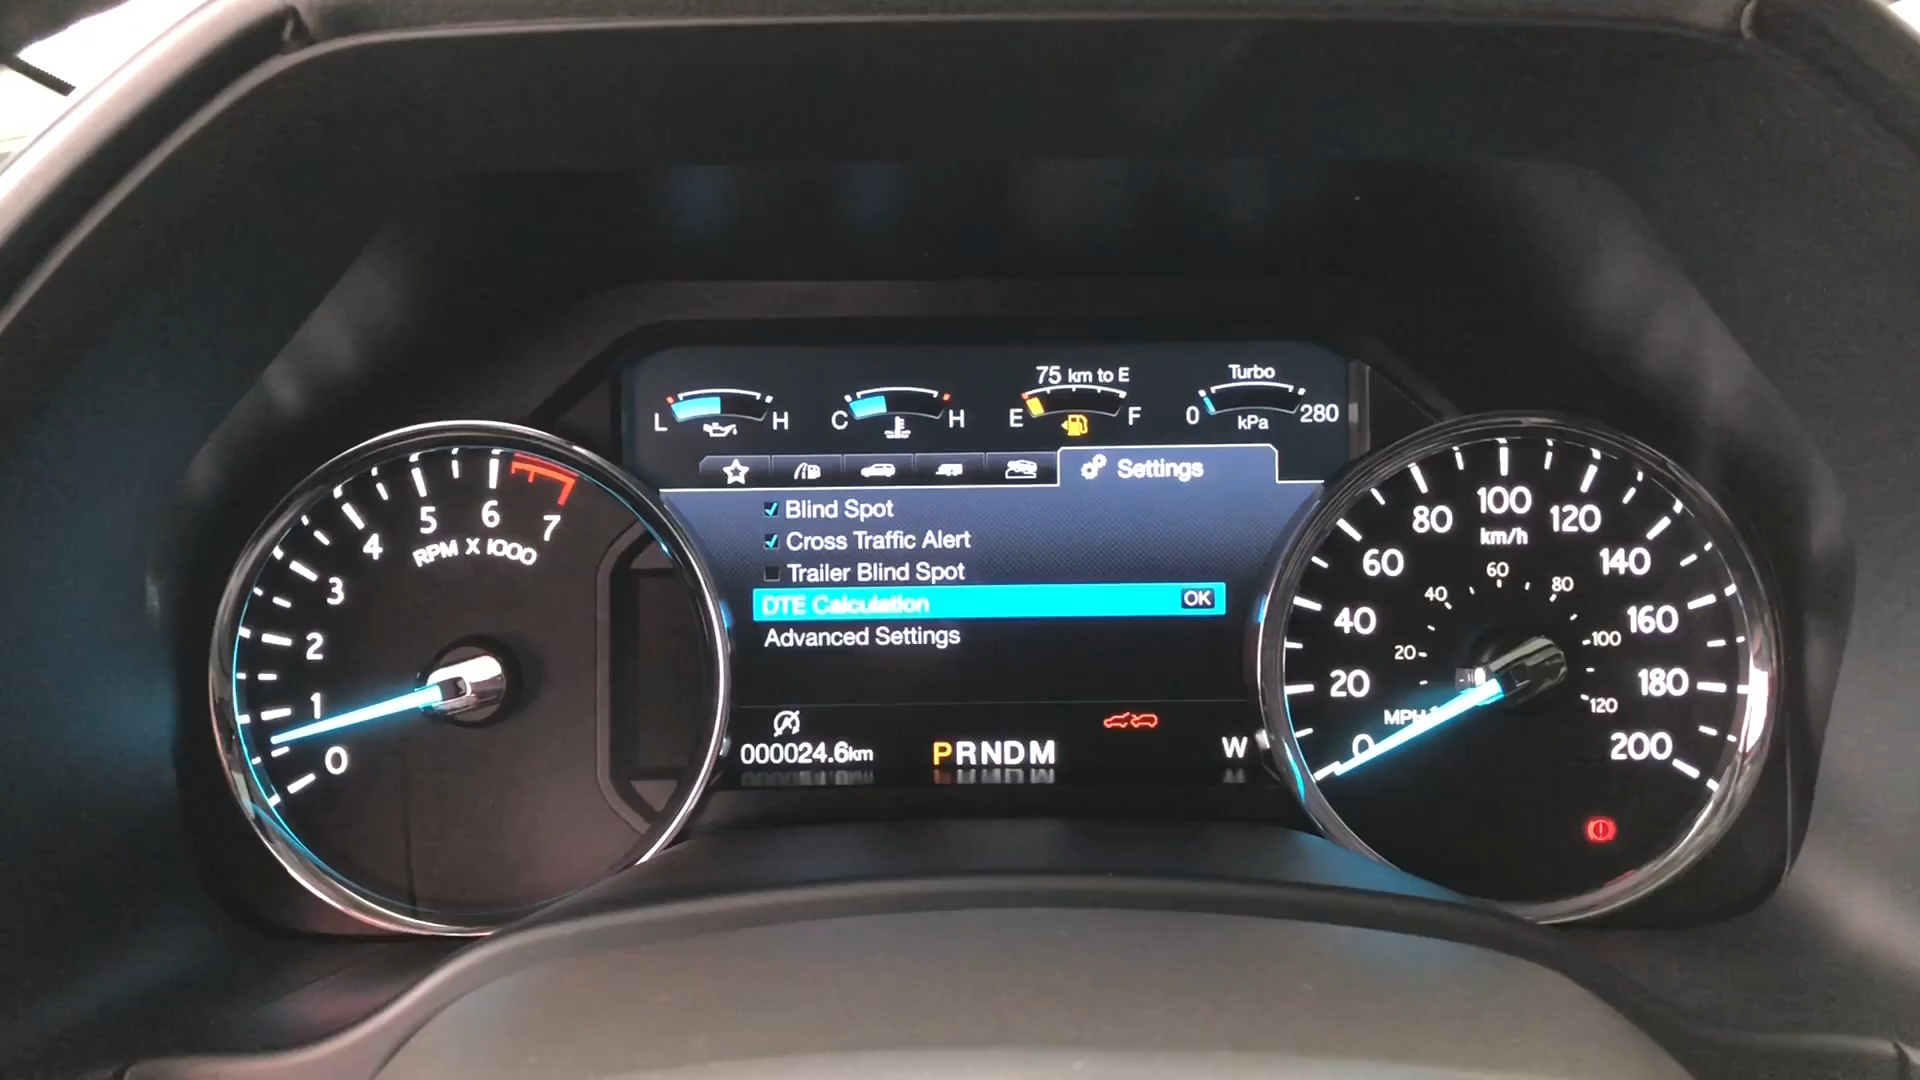 75 km to E
Turbo
L H
C H
E F
0 280
kPa
Settings
Blind Spot
Cross Traffic Alert
Trailer Blind Spot
DTE Calculation OK
Advanced Settings
000024.6km
PRNDM
W
0
1
2
3
4
5
6
7
RPM X 1000
0
20
40
60
80
100
120
140
160
180
200
km/h
20
40
60
80
100
120
MPH